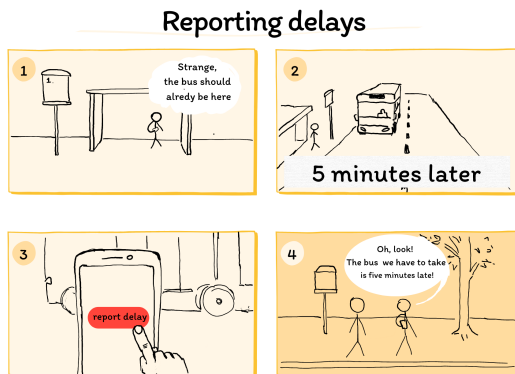 Reporting delays
1
1.
Strange,
the bus should
alredy be here
2
5 minutes later
3
report delay
4
Oh, look!
The bus we have to take
is five minutes late!